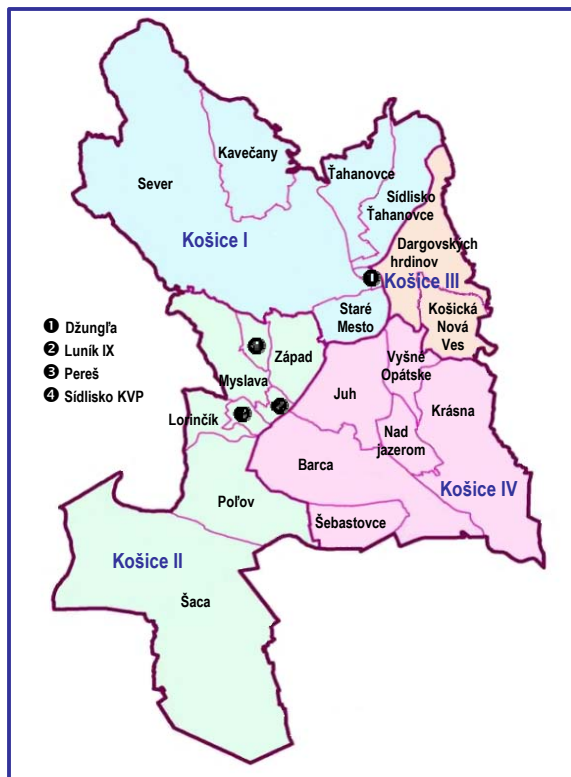 Kavečany
Sever
Ťahanovce
Sídlisko
Ťahanovce
Košice I
Dargovských
hrdinov
❶
Košice III
Staré
Mesto
Košická
Nová
Ves
❶ Džungľa
❷ Luník IX
❸ Pereš
❹ Sídlisko KVP
Západ
Vyšné
Opátske
Myslava
Juh
Krásna
Lorinčík
Nad
jazerom
Barca
Košice IV
Poľov
Šebastovce
Košice II
Šaca